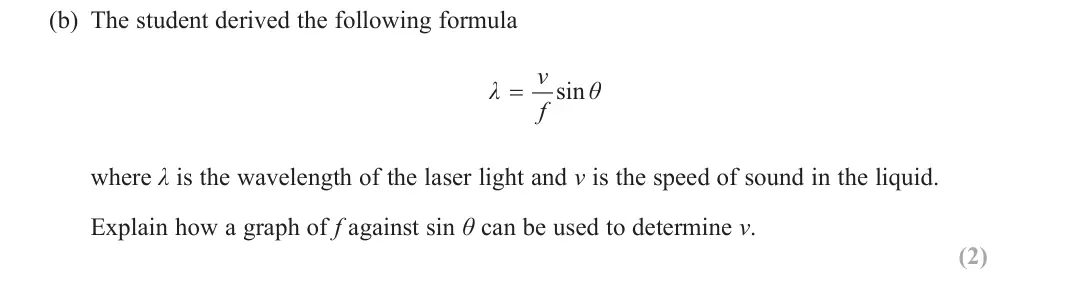 (b) The student derived the following formula
λ = v/f sin θ
where λ is the wavelength of the laser light and v is the speed of sound in the liquid.
Explain how a graph of f against sin θ can be used to determine v.
(2)